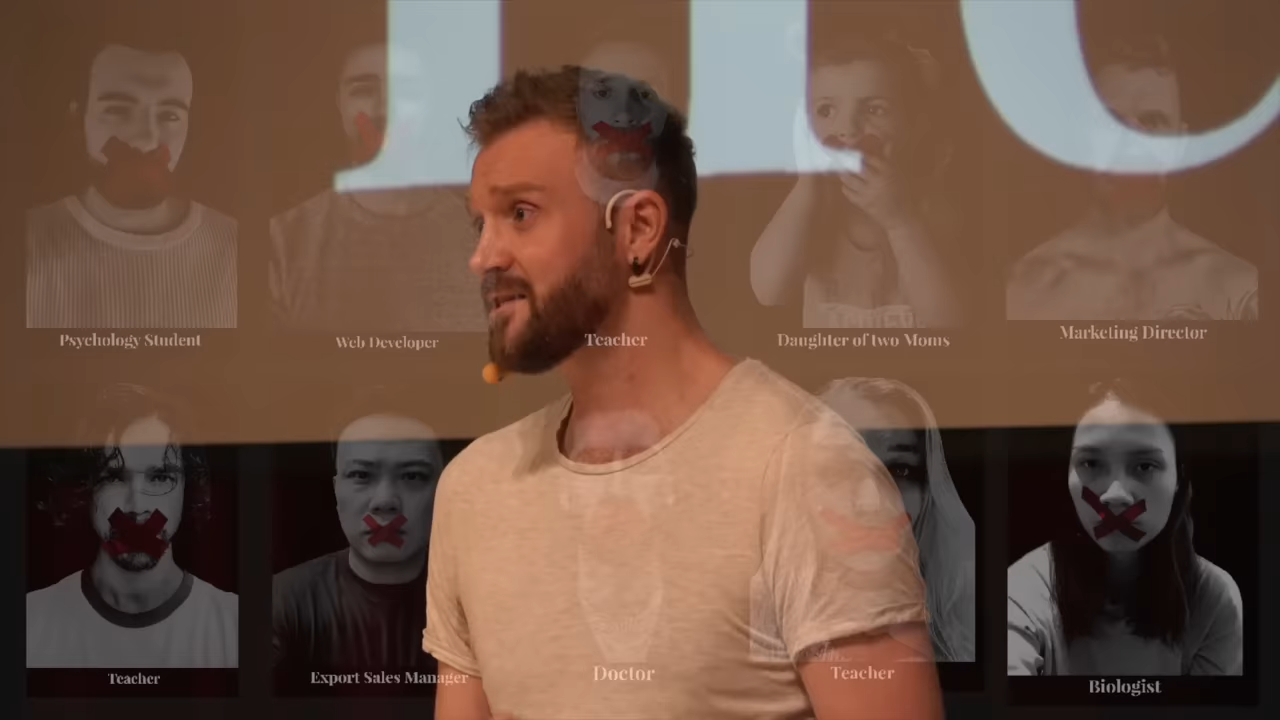 Psychology Student
Web Developer
Teacher
Daughter of two Moms
Marketing Director
Teacher
Export Sales Manager
Doctor
Teacher
Biologist